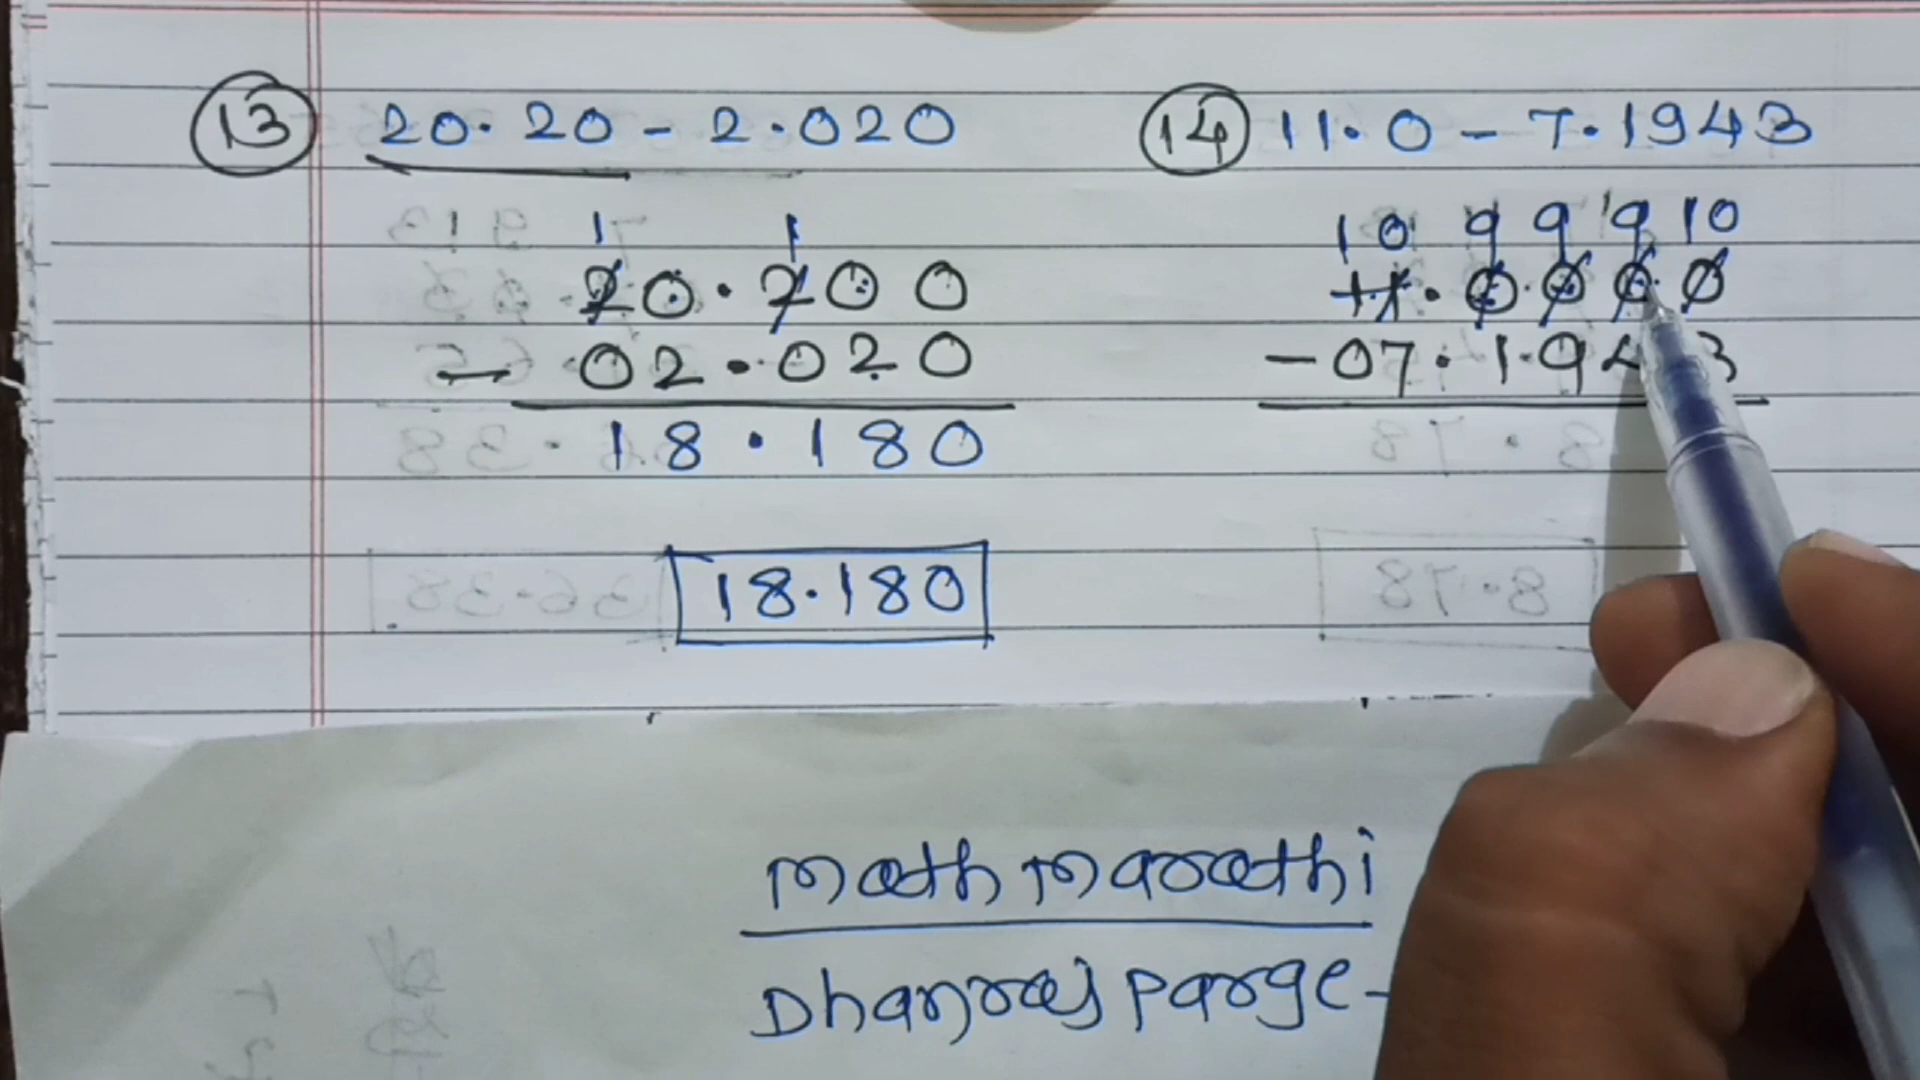 13 20.20 - 2.020
1 1
20.200
- 02.020
18.180
18.180
14 11.0 - 7.1943
10 9 9 9 10
11.0000
- 07.1943
math marathi
Dhanraj parge -